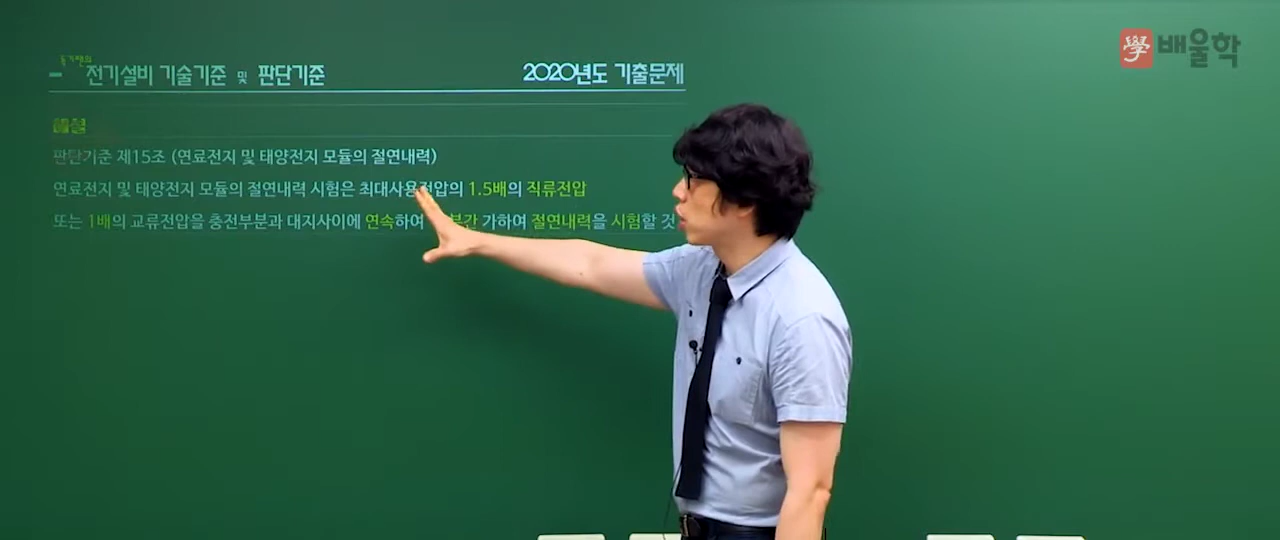 배울학
전기설비 기술기준 및 판단기준 2020년도 기출문제
해설
판단기준 제15조 (연료전지 및 태양전지 모듈의 절연내력)
연료전지 및 태양전지 모듈의 절연내력 시험은 최대사용전압의 1.5배의 직류전압
또는 1배의 교류전압을 충전부분과 대지사이에 연속하여 가하여 절연내력을 시험할 것